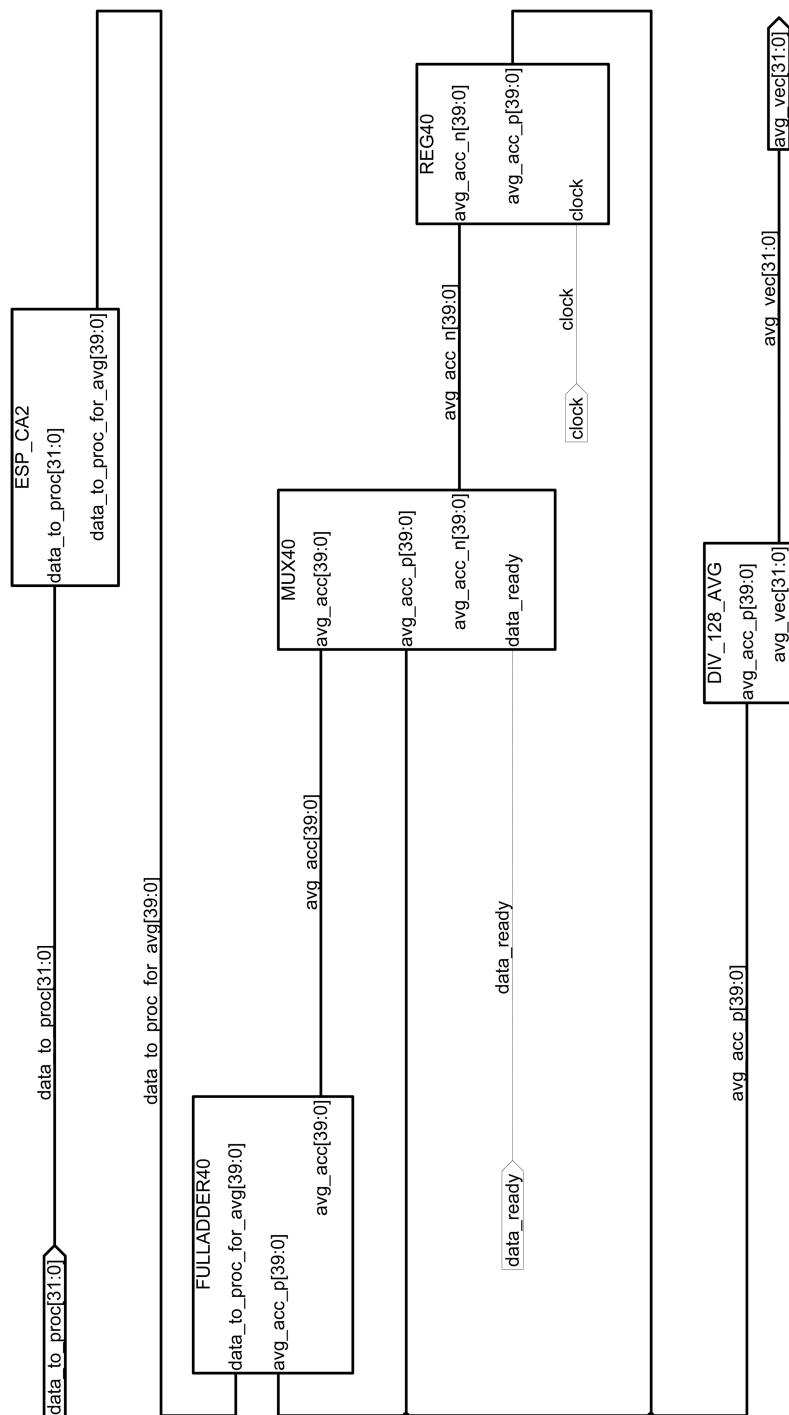 data_to_proc[31:0]
data_to_proc[31:0]
ESP_CA2
data_to_proc[31:0]
data_to_proc_for_avg[39:0]
data_to_proc_for_avg[39:0]
FULLADDER40
data_to_proc_for_avg[39:0]
avg_acc_p[39:0]
avg_acc[39:0]
avg_acc[39:0]
MUX40
avg_acc[39:0]
avg_acc_p[39:0]
avg_acc_n[39:0]
data_ready
data_ready
data_ready
avg_acc_n[39:0]
REG40
avg_acc_n[39:0]
avg_acc_p[39:0]
clock
clock
clock
avg_acc_p[39:0]
DIV_128_AVG
avg_acc_p[39:0]
avg_vec[31:0]
avg_vec[31:0]
avg_vec[31:0]